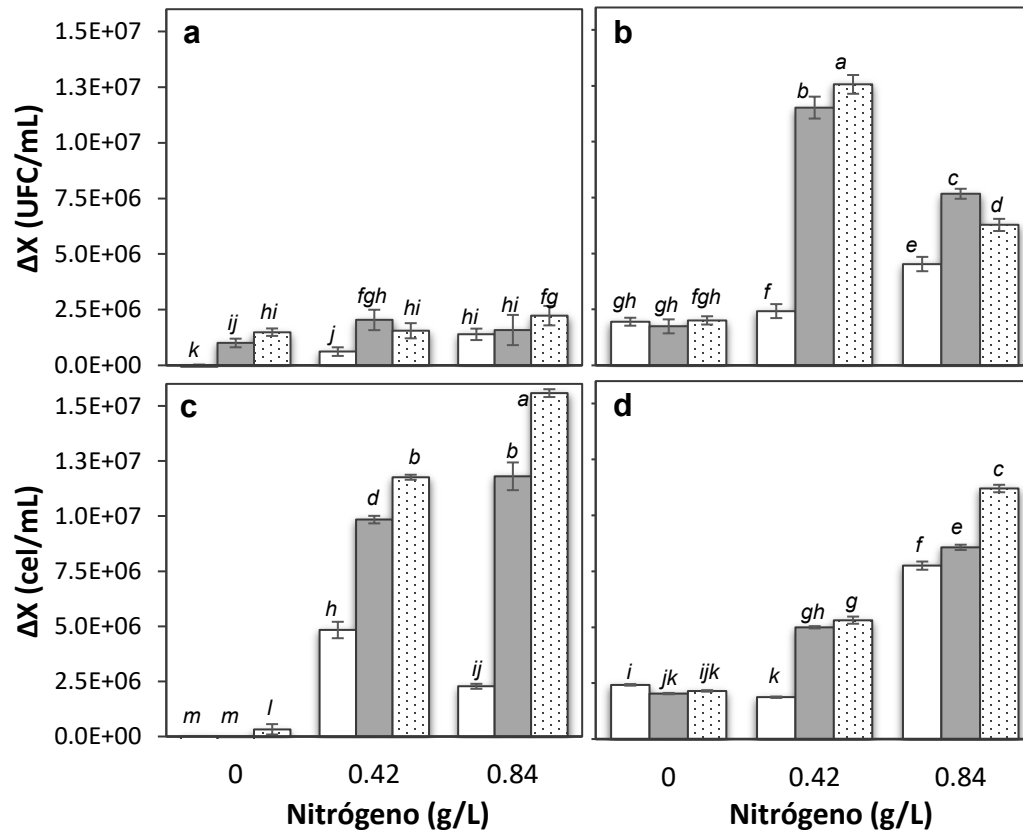 a
b
1.5E+07
1.3E+07
1.0E+07
7.5E+06
5.0E+06
2.5E+06
0.0E+00
ΔX (UFC/mL)
k ij hi j fgh hi hi hi fg
gh gh fgh f b a e c d
c
d
1.5E+07
1.3E+07
1.0E+07
7.5E+06
5.0E+06
2.5E+06
0.0E+00
ΔX (cel/mL)
m m l h d b ij b a
i jk ijk k gh g f e c
0 0.42 0.84
0 0.42 0.84
Nitrógeno (g/L)
Nitrógeno (g/L)